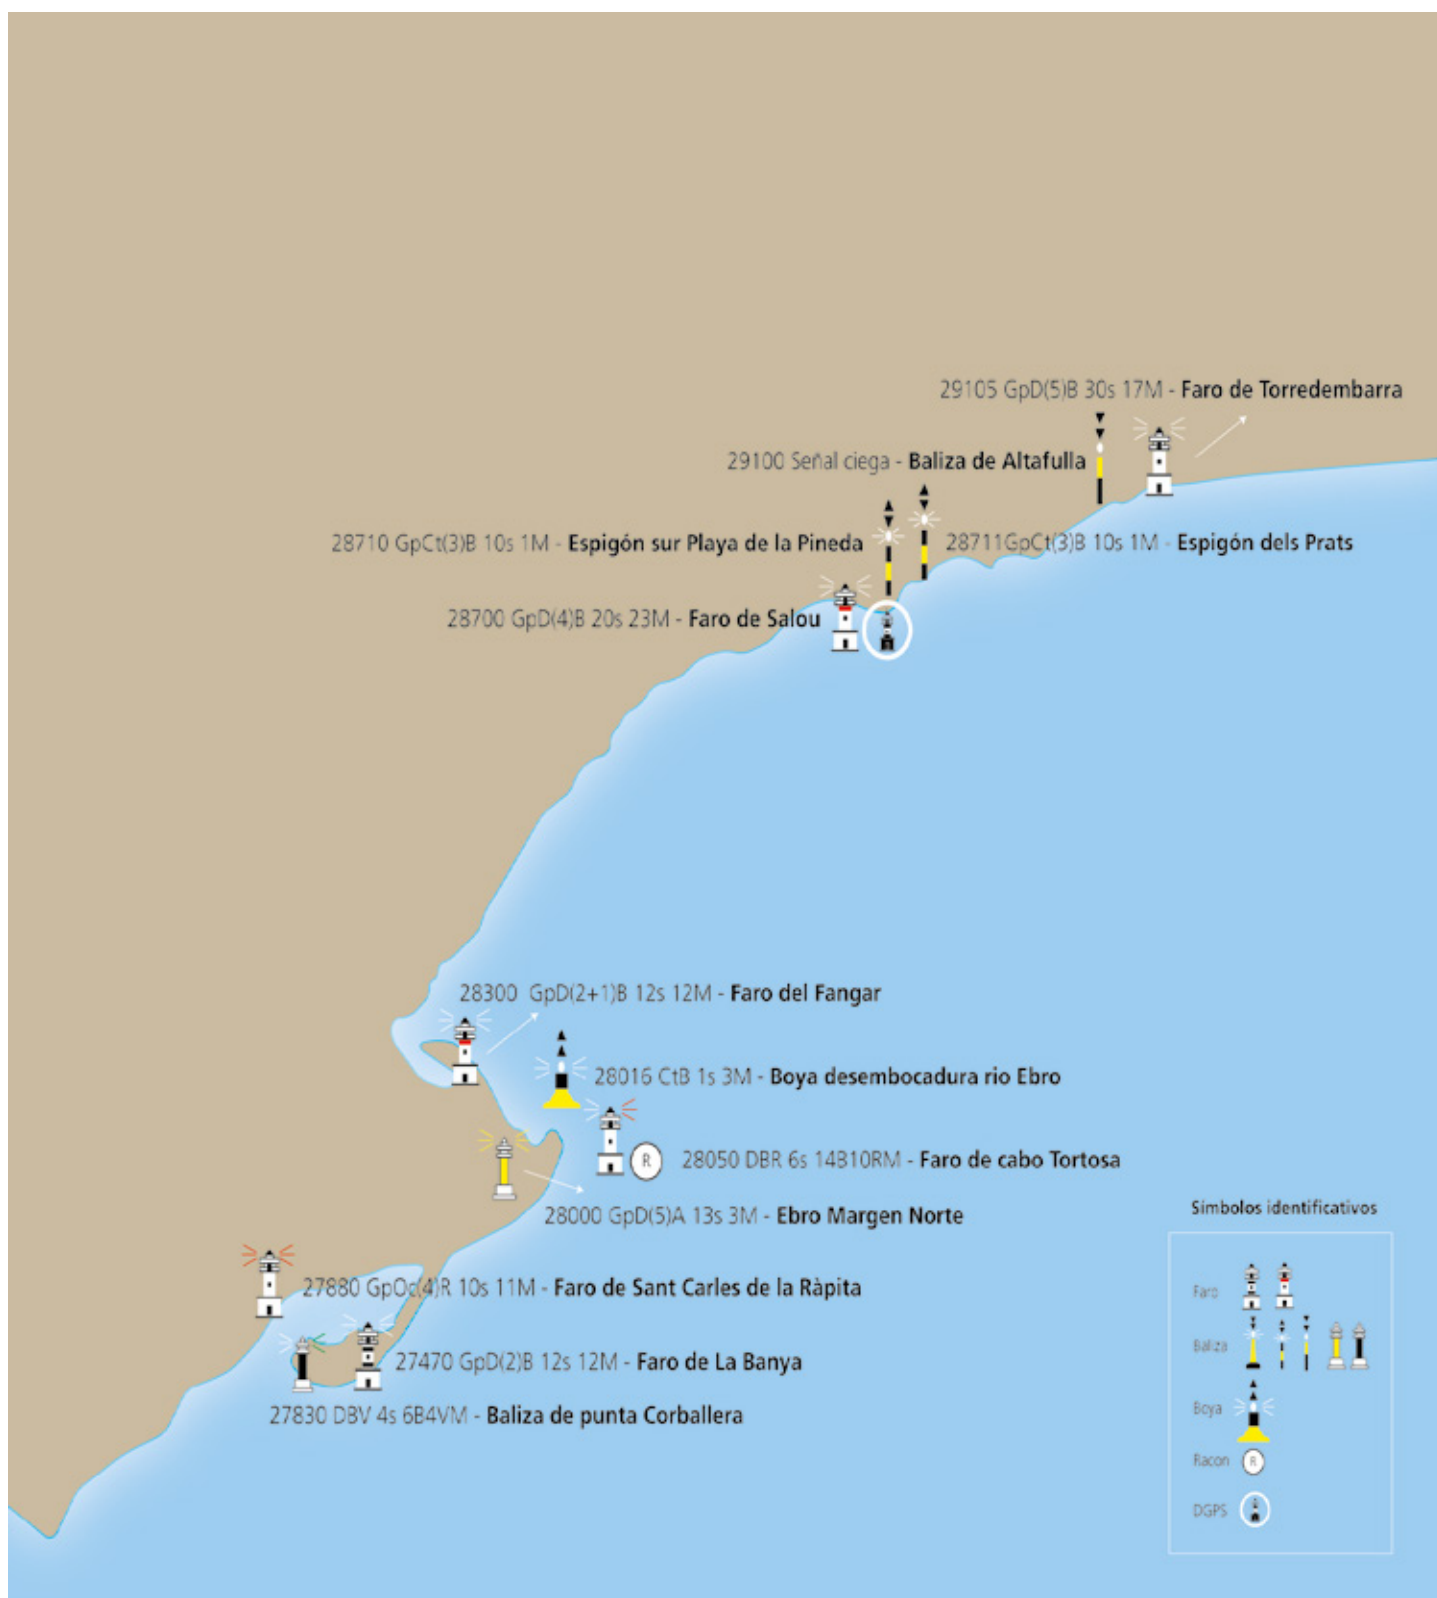 29105 GpD(5)B 30s 17M - Faro de Torredembarra
29100 Señal ciega - Baliza de Altafulla
28710 GpCt(3)B 10s 1M - Espigón sur Playa de la Pineda
28711GpCt(3)B 10s 1M - Espigón dels Prats
28700 GpD(4)B 20s 23M - Faro de Salou
28300 GpD(2+1)B 12s 12M - Faro del Fangar
28016 CtB 1s 3M - Boya desembocadura rio Ebro
R
28050 DBR 6s 14B10RM - Faro de cabo Tortosa
28000 GpD(5)A 13s 3M - Ebro Margen Norte
27880 GpOc(4)R 10s 11M - Faro de Sant Carles de la Ràpita
27470 GpD(2)B 12s 12M - Faro de La Banya
27830 DBV 4s 6B4VM - Baliza de punta Corballera
Símbolos identificativos
Faro
Baliza
Boya
Racon R
DGPS